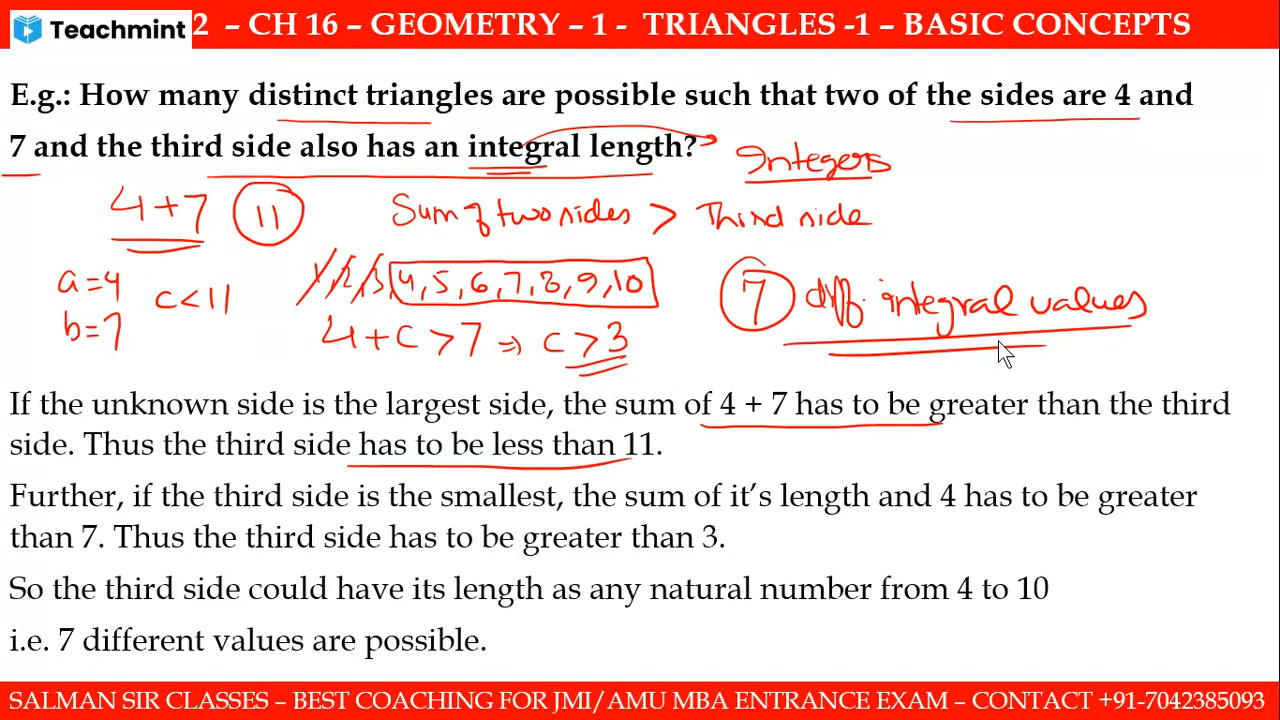 Teachmint 2 – CH 16 – GEOMETRY – 1 - TRIANGLES -1 – BASIC CONCEPTS
E.g.: How many distinct triangles are possible such that two of the sides are 4 and
7 and the third side also has an integral length?
Integers
4+7 11 Sum of two sides > Third side
a=4 c<11 1, 2, 3, 4, 5, 6, 7, 8, 9, 10 7 diff. integral values
b=7 4+c>7 ⇒ c>3
If the unknown side is the largest side, the sum of 4 + 7 has to be greater than the third
side. Thus the third side has to be less than 11.
Further, if the third side is the smallest, the sum of it’s length and 4 has to be greater
than 7. Thus the third side has to be greater than 3.
So the third side could have its length as any natural number from 4 to 10
i.e. 7 different values are possible.
SALMAN SIR CLASSES – BEST COACHING FOR JMI/AMU MBA ENTRANCE EXAM – CONTACT +91-7042385093